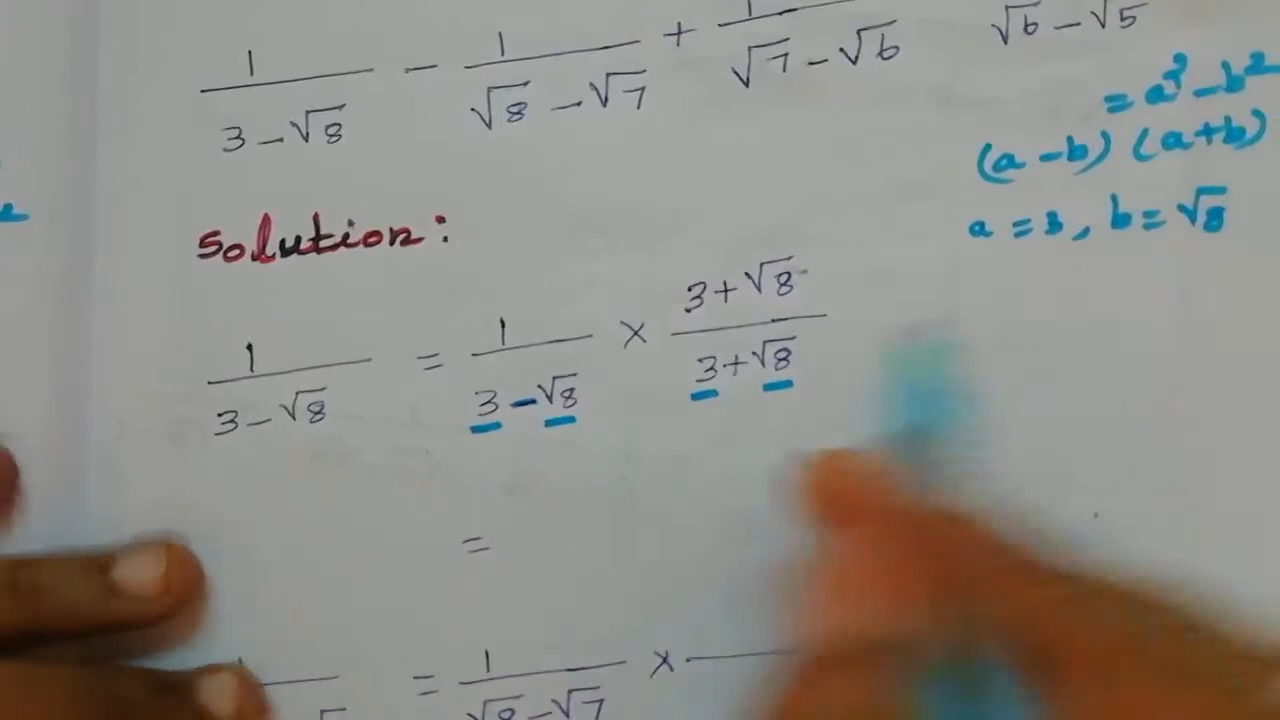 1/(3-√8) - 1/(√8-√7) + 1/(√7-√6) √6-√5
= a² - b²
(a-b) (a+b)
Solution:
a = 3, b = √8
1/(3-√8) = 1/(3-√8) × (3+√8)/(3+√8)
=
= 1/(√8-√7) ×